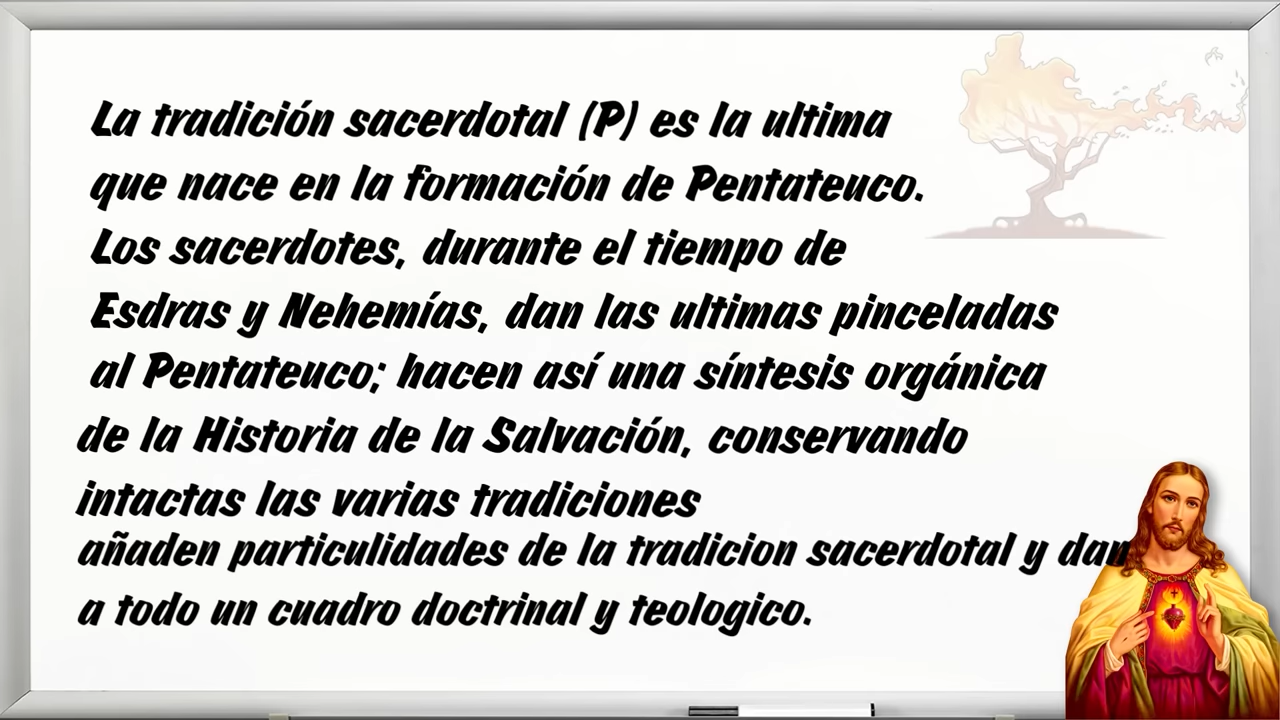 La tradición sacerdotal (P) es la ultima
que nace en la formación de Pentateuco.
Los sacerdotes, durante el tiempo de
Esdras y Nehemías, dan las ultimas pinceladas
al Pentateuco; hacen así una síntesis orgánica
de la Historia de la Salvación, conservando
intactas las varias tradiciones
añaden particulidades de la tradicion sacerdotal y dan
a todo un cuadro doctrinal y teologico.